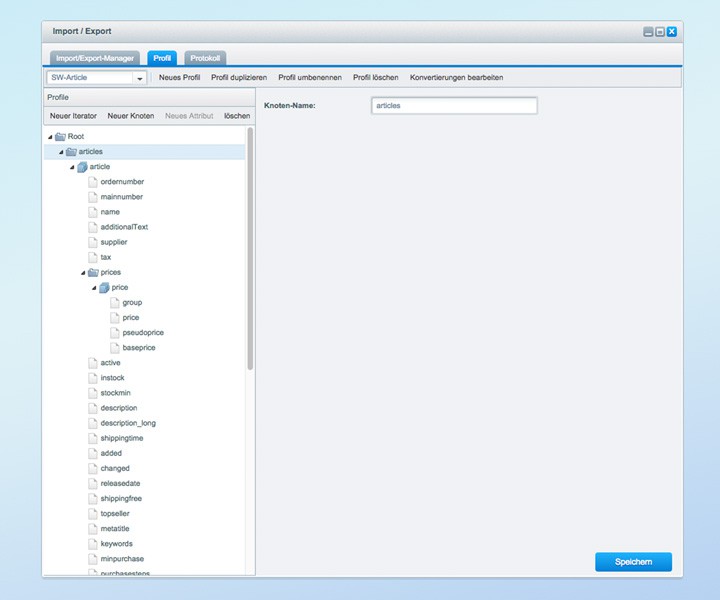 Import / Export
Import/Export-Manager Profil Protokoll
SW-Article Neues Profil Profil duplizieren Profil umbenennen Profil löschen Konvertierungen bearbeiten
Profile
Neuer Iterator Neuer Knoten Neues Attribut löschen
Knoten-Name: articles
Root
articles
article
ordernumber
mainnumber
name
additionalText
supplier
tax
prices
price
group
price
pseudoprice
baseprice
active
instock
stockmin
description
description_long
shippingtime
added
changed
releasedate
shippingfree
topseller
metatitle
keywords
minpurchase
purchasesteps
Speichern